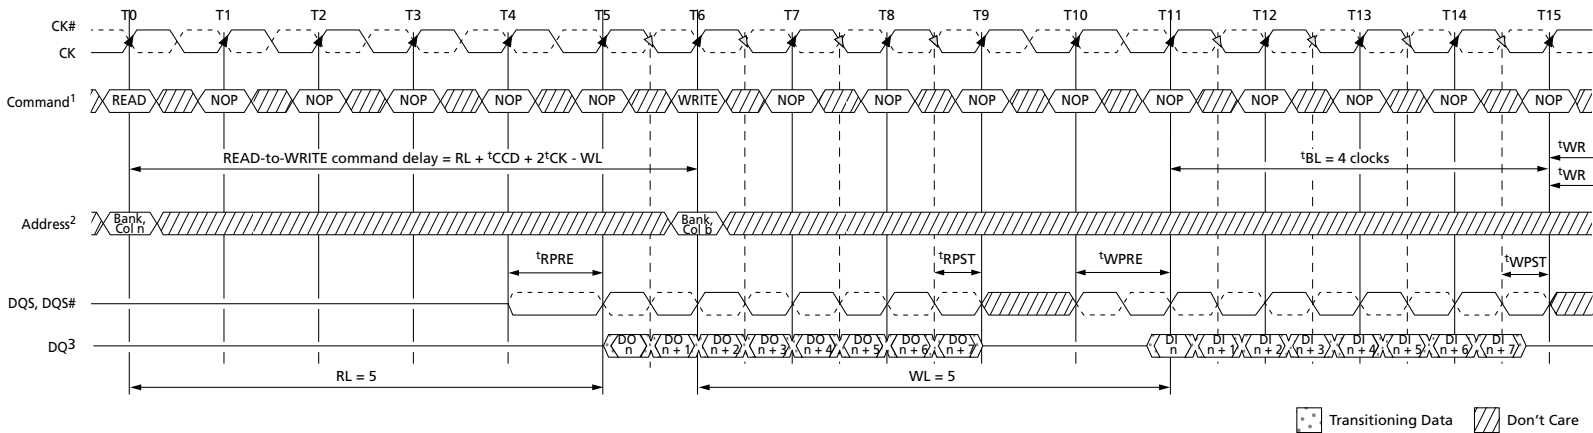 T0 T1 T2 T3 T4 T5 T6 T7 T8 T9 T10 T11 T12 T13 T14 T15
CK#
CK
Command1 READ NOP NOP NOP NOP NOP WRITE NOP NOP NOP NOP NOP NOP NOP NOP NOP
READ-to-WRITE command delay = RL + tCCD + 2tCK - WL
tBL = 4 clocks
tWR
tWR
Address2
Bank,
Col n
Bank,
Col b
tRPRE tRPST tWPRE tWPST
DQS, DQS#
DQ3
DO DO DO DO DO DO DO DO DI DI DI DI DI DI DI DI
n n + 1 n + 2 n + 3 n + 4 n + 5 n + 6 n + 7 n n + 1 n + 2 n + 3 n + 4 n + 5 n + 6 n + 7
RL = 5 WL = 5
Transitioning Data Don't Care